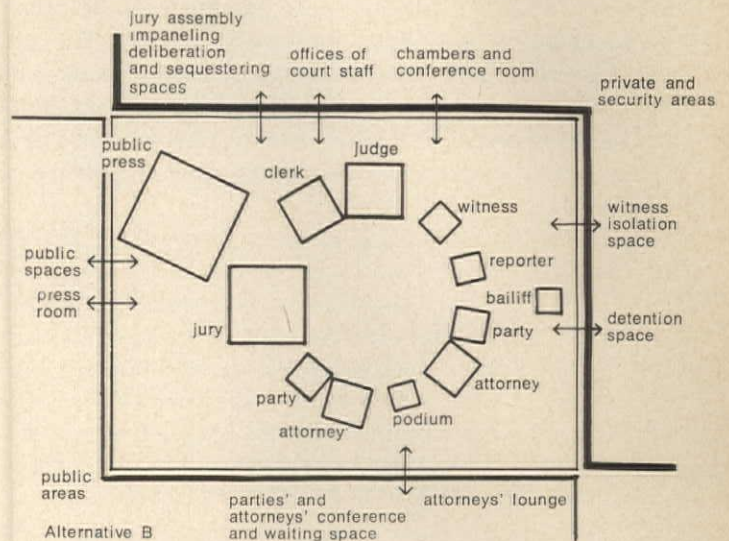 jury assembly
impaneling
deliberation
and sequestering
spaces
offices of
court staff
chambers and
conference room
private and
security areas
public
press
clerk
judge
witness
witness
isolation
space
public
spaces
reporter
press
room
bailiff
jury
party
detention
space
party
attorney
attorney
podium
public
areas
parties' and
attorneys' conference
and waiting space
attorneys' lounge
Alternative B